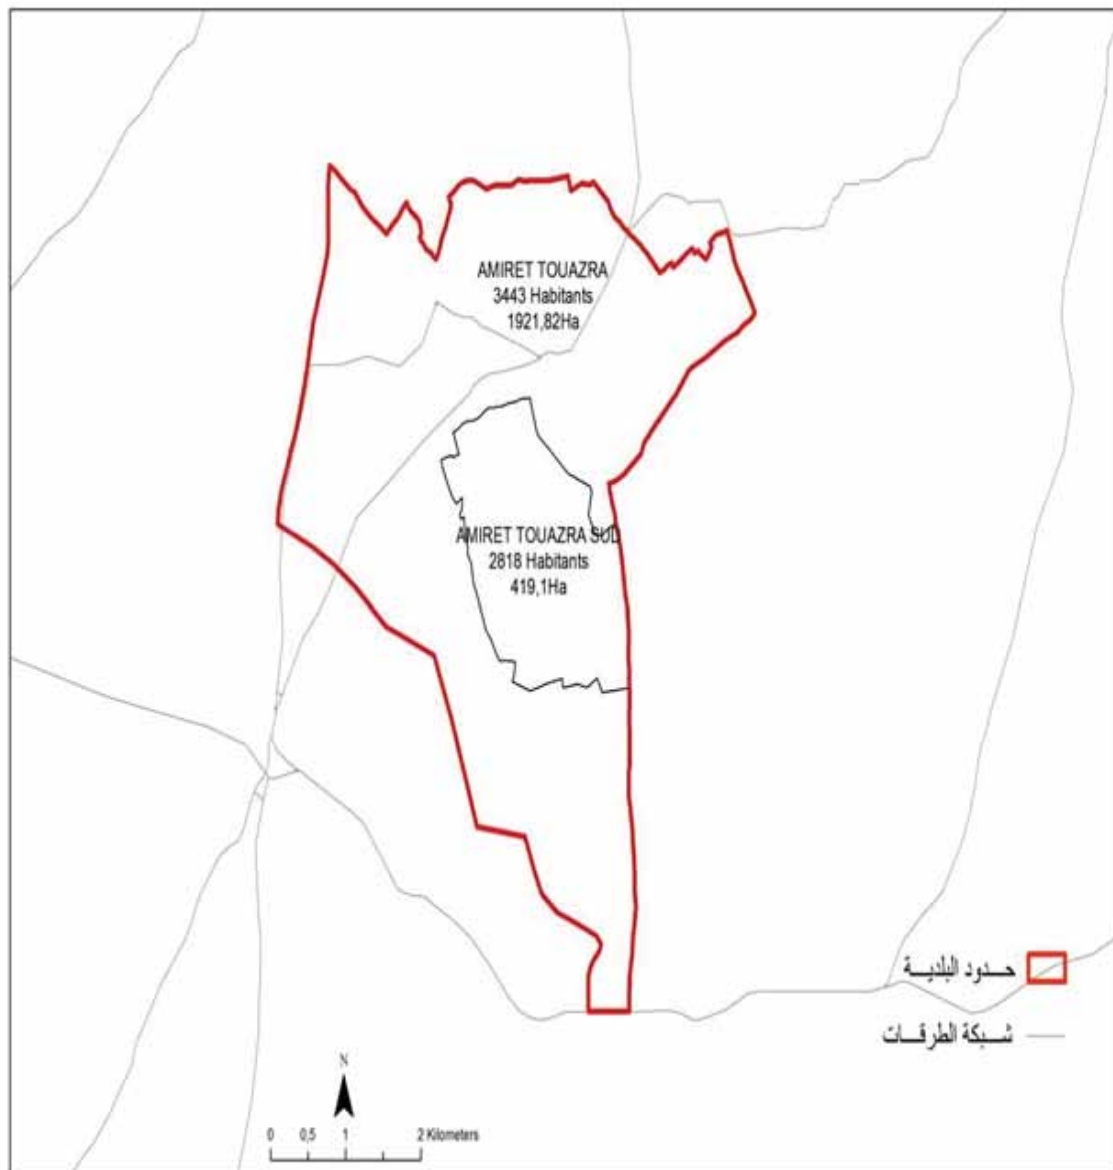 AMIRET TOUAZRA
3443 Habitants
1921,82Ha
AMIRET TOUAZRA SUD
2818 Habitants
419,1Ha
حــدود البلديــة
شــبكة الطرقــات
N
0 0,5 1 2 Kilometers